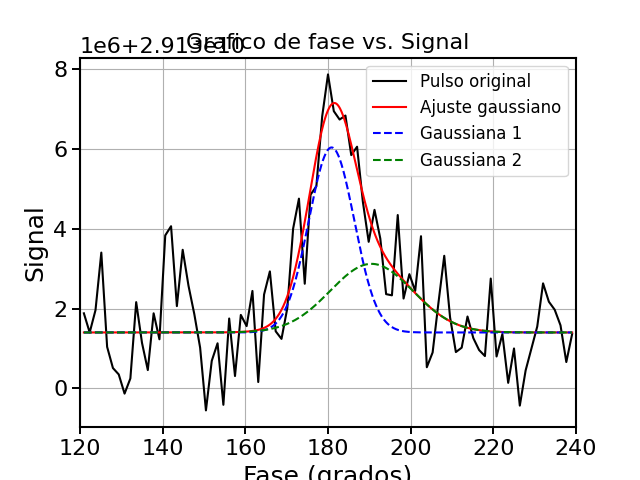 1e6+2.913e10
Grafico de fase vs. Signal
8
6
4
2
0
Signal
Pulso original
Ajuste gaussiano
Gaussiana 1
Gaussiana 2
120 140 160 180 200 220 240
Fase (grados)